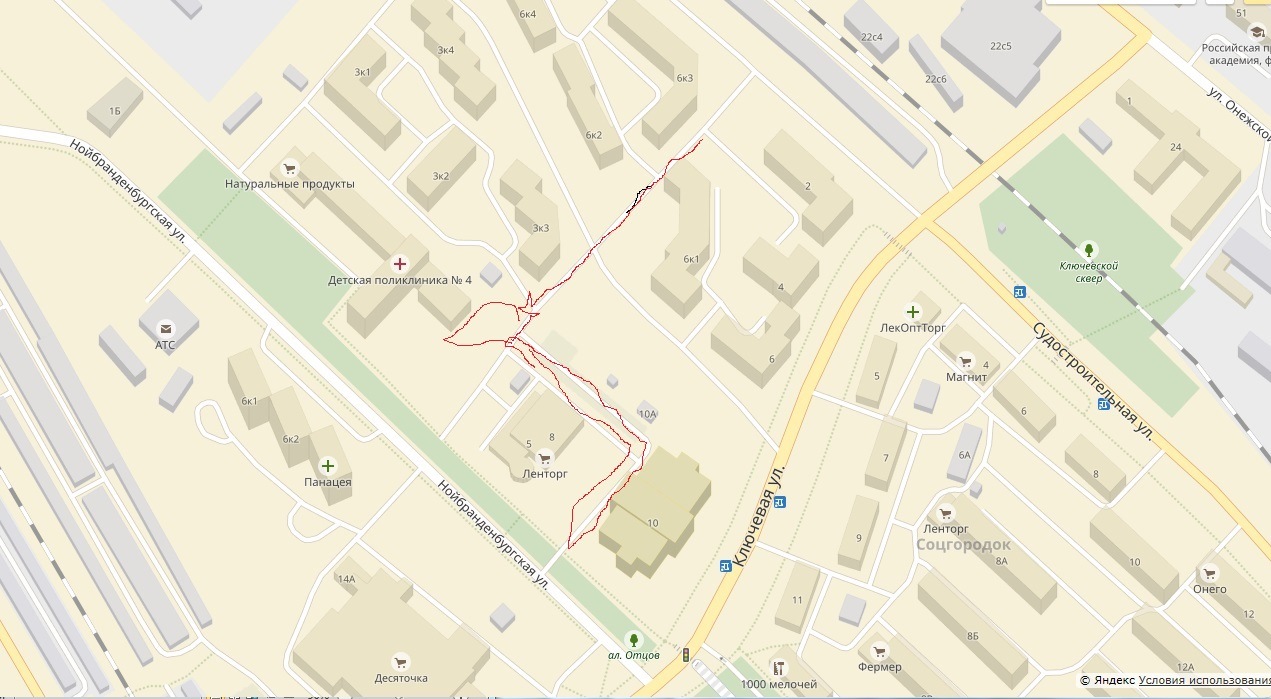 51
Российская
академия, ф
6к4
22с4
22с5
3к4
3к1
6к3
22с6
ул. Онежской
1Б
1
6к2
24
Нойбранденбургская ул.
Натуральные продукты
3к2
2
3к3
6к1
Ключевской
сквер
Детская поликлиника № 4
4
АТС
ЛекОптТорг
Судостроительная ул.
6
4
Магнит
5
6к1
10А
6
6к2
5
8
7
6А
8
Ленторг
Панацея
Ключевая ул.
Нойбранденбургская ул.
10
Ленторг
Соцгородок
9
8А
10
14А
Онего
11
12
8Б
ал. Отцов
Фермер
12А
Десяточка
1000 мелочей
© Яндекс Условия использования